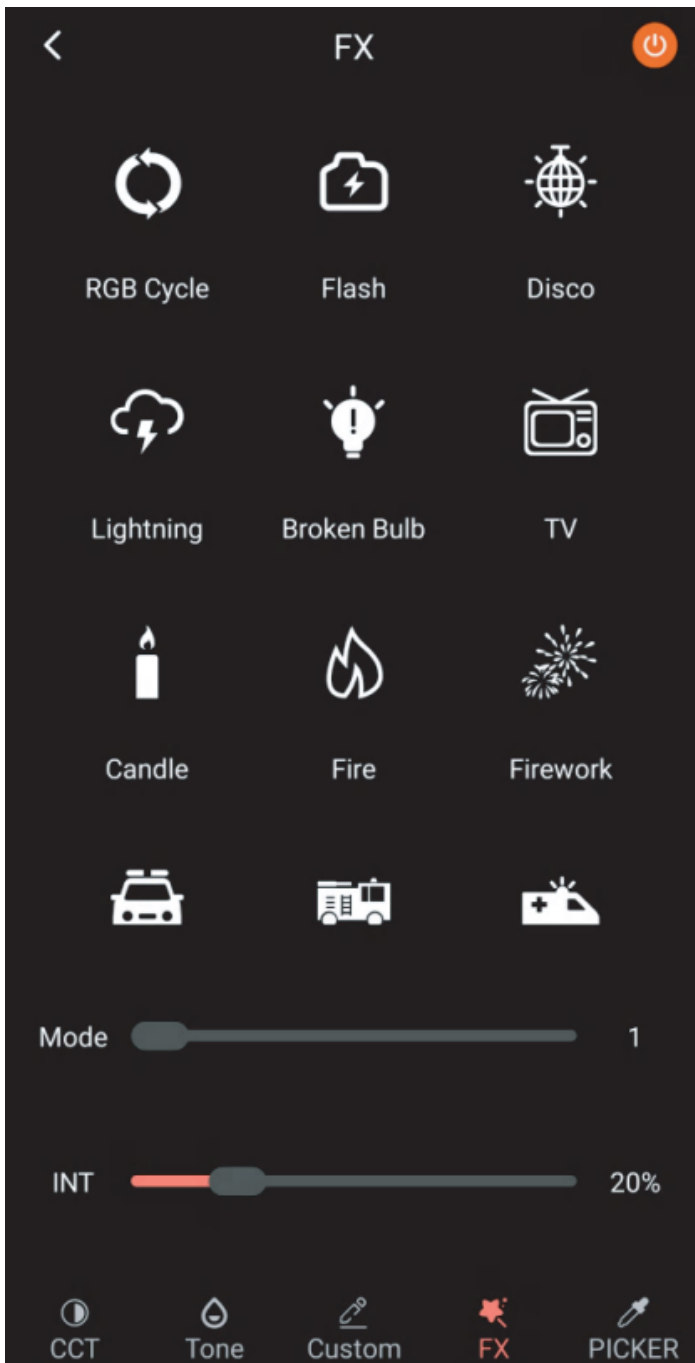 FX
RGB Cycle Flash Disco
Lightning Broken Bulb TV
Candle Fire Firework
Mode 1
INT 20%
CCT Tone Custom FX PICKER